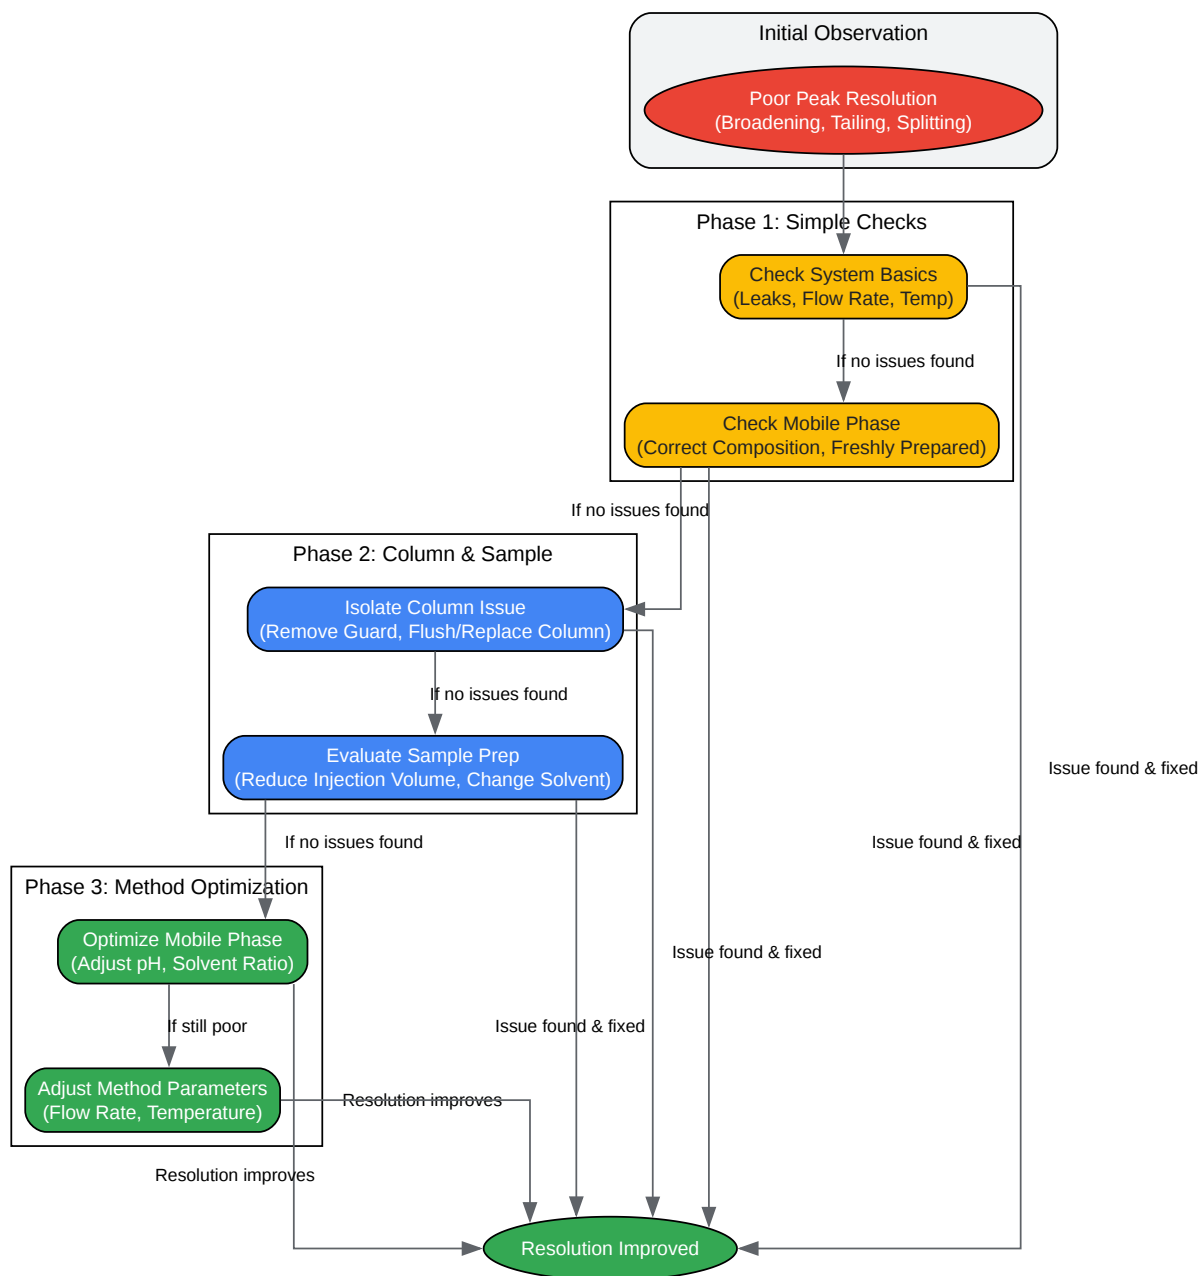 Initial Observation
Poor Peak Resolution
(Broadening, Tailing, Splitting)
Phase 1: Simple Checks
Check System Basics
(Leaks, Flow Rate, Temp)
If no issues found
Check Mobile Phase
(Correct Composition, Freshly Prepared)
If no issues found
Phase 2: Column & Sample
Isolate Column Issue
(Remove Guard, Flush/Replace Column)
If no issues found
Evaluate Sample Prep
(Reduce Injection Volume, Change Solvent)
Issue found & fixed
If no issues found
Issue found & fixed
Phase 3: Method Optimization
Optimize Mobile Phase
(Adjust pH, Solvent Ratio)
Issue found & fixed
If still poor
Issue found & fixed
Adjust Method Parameters
(Flow Rate, Temperature)
Resolution improves
Resolution improves
Resolution Improved